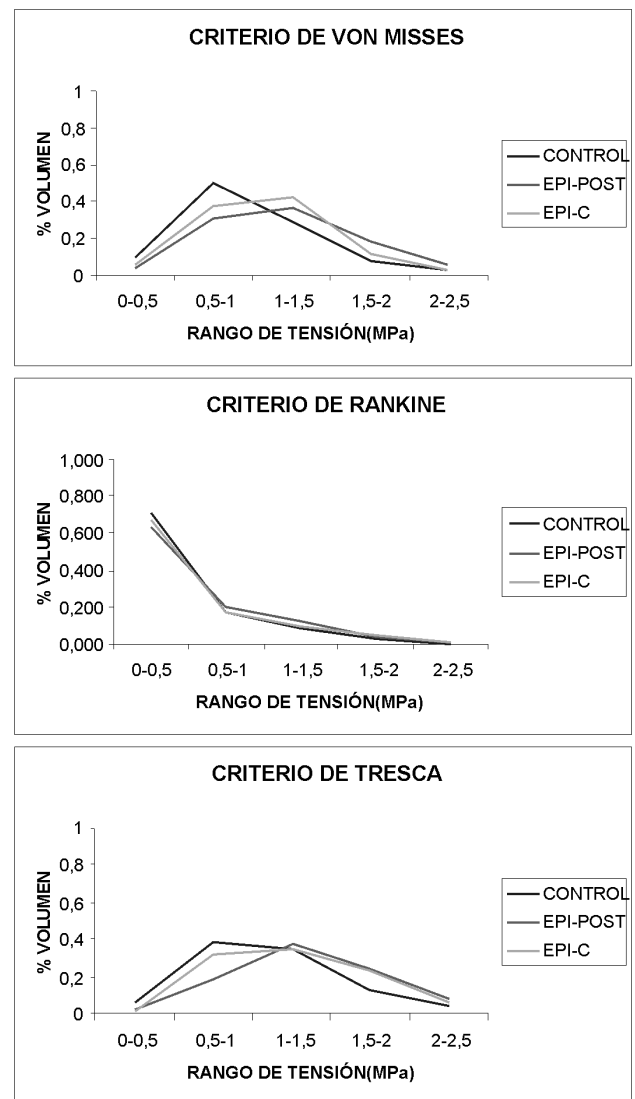 CRITERIO DE VON MISSES
1
0,8
0,6
0,4
0,2
0
% VOLUMEN
0-0,5 0,5-1 1-1,5 1,5-2 2-2,5
RANGO DE TENSIÓN(MPa)
CONTROL
EPI-POST
EPI-C
CRITERIO DE RANKINE
1,000
0,800
0,600
0,400
0,200
0,000
% VOLUMEN
0-0,5 0,5-1 1-1,5 1,5-2 2-2,5
RANGO DE TENSIÓN(MPa)
CONTROL
EPI-POST
EPI-C
CRITERIO DE TRESCA
1
0,8
0,6
0,4
0,2
0
% VOLUMEN
0-0,5 0,5-1 1-1,5 1,5-2 2-2,5
RANGO DE TENSIÓN(MPa)
CONTROL
EPI-POST
EPI-C